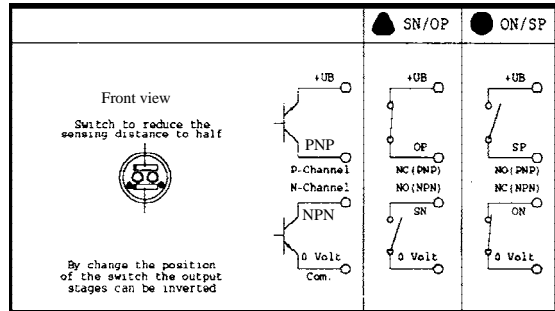 SN/OP
ON/SP
Front view
Switch to reduce the
sensing distance to half
By change the position
of the switch the output
stages can be inverted
+UB
PNP
P-Channel
N-Channel
NPN
0 Volt
Com.
+UB
OP
NC(PNP)
NO(NPN)
SN
0 Volt
+UB
SP
NO(PNP)
NC(NPN)
ON
0 Volt